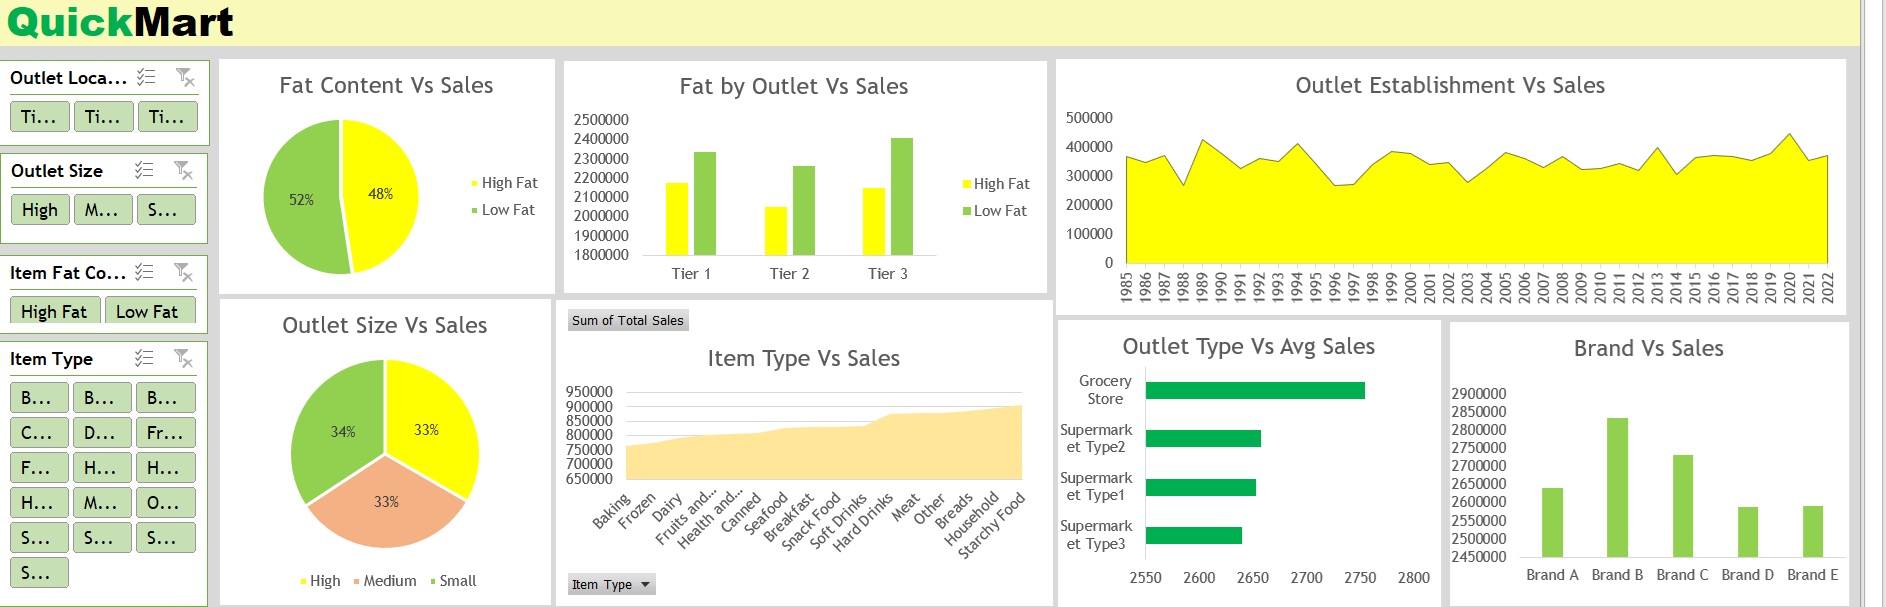 QuickMart
Outlet Loca...
Ti... Ti... Ti...
Outlet Size
High M... S...
Item Fat Co...
High Fat Low Fat
Item Type
B... B... B...
C... D... Fr...
F... H... H...
H... M... O...
S... S... S...
S...
Fat Content Vs Sales
52% 48%
High Fat
Low Fat
Fat by Outlet Vs Sales
2500000
2400000
2300000
2200000
2100000
2000000
1900000
1800000
Tier 1 Tier 2 Tier 3
High Fat
Low Fat
Outlet Establishment Vs Sales
500000
400000
300000
200000
100000
0
1985 1986 1987 1988 1989 1990 1991 1992 1993 1994 1995 1996 1997 1998 1999 2000 2001 2002 2003 2004 2005 2006 2007 2008 2009 2010 2011 2012 2013 2014 2015 2016 2017 2018 2019 2020 2021 2022
Outlet Size Vs Sales
34% 33%
33%
High Medium Small
Sum of Total Sales
Item Type Vs Sales
950000
900000
850000
800000
750000
700000
650000
Baking Frozen Dairy Fruits and... Health and... Canned Seafood Breakfast Snack Food Soft Drinks Hard Drinks Meat Other Breads Household Starchy Food
Item Type
Outlet Type Vs Avg Sales
Grocery
Store
Supermark
et Type2
Supermark
et Type1
Supermark
et Type3
2550 2600 2650 2700 2750 2800
Brand Vs Sales
2900000
2850000
2800000
2750000
2700000
2650000
2600000
2550000
2500000
2450000
Brand A Brand B Brand C Brand D Brand E